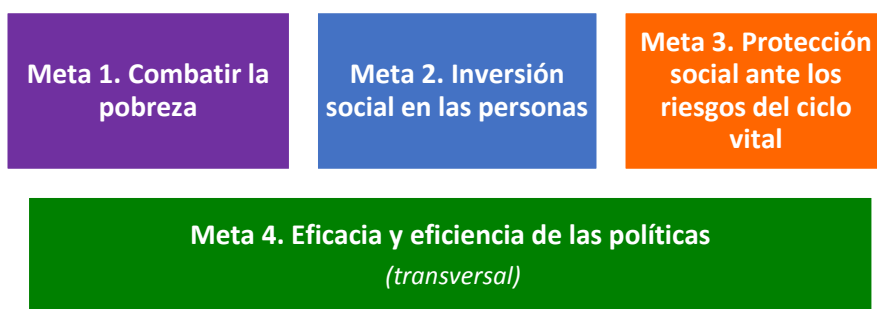 Meta 1. Combatir la
pobreza
Meta 2. Inversión
social en las personas
Meta 3. Protección
social ante los
riesgos del ciclo
vital
Meta 4. Eficacia y eficiencia de las políticas
(transversal)